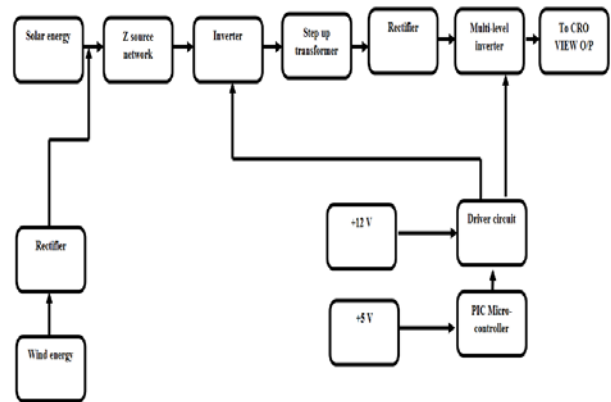 Solar energy
Z source
network
Inverter
Step up
transformer
Rectifier
Multi-level
inverter
To CRO
VIEW O/P
+12 V
Driver circuit
Rectifier
+5 V
PIC Micro-
controller
Wind energy